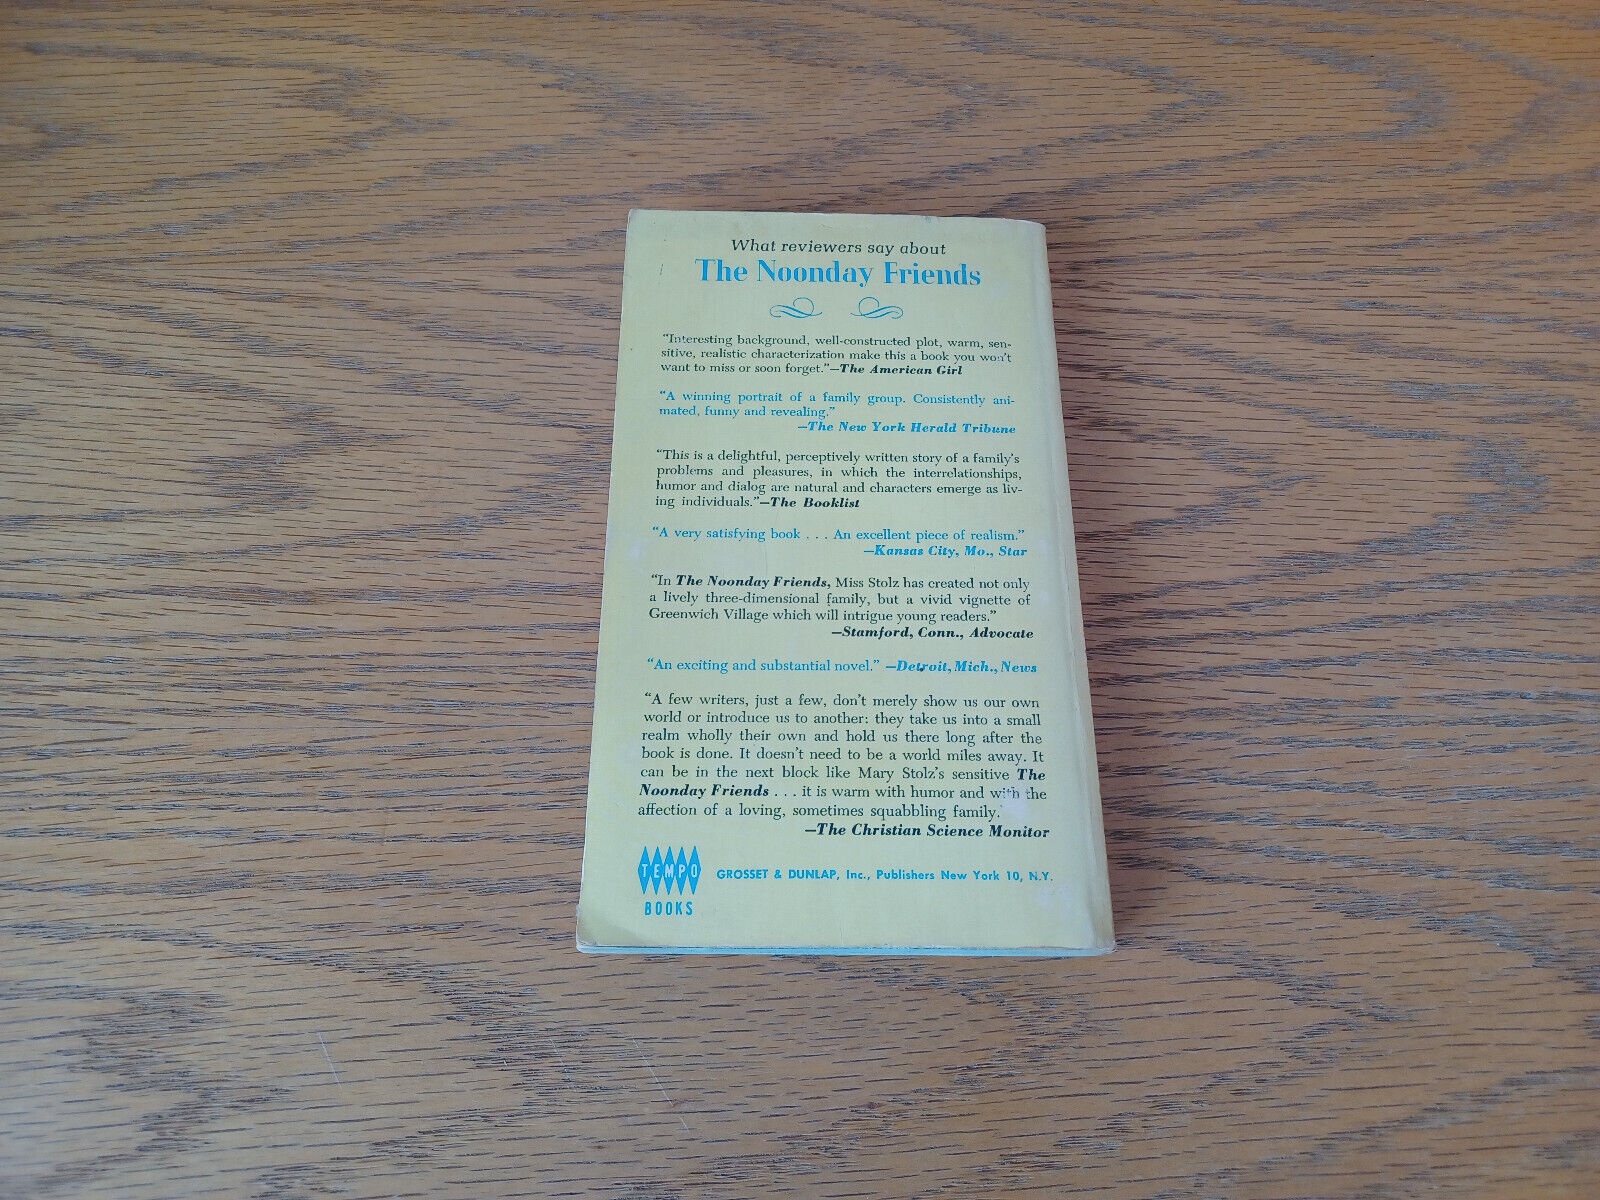 What reviewers say about
The Noonday Friends
“Interesting background, well-constructed plot, warm, sen-
sitive, realistic characterization make this a book you won't
want to miss or soon forget.”—The American Girl
“A winning portrait of a family group. Consistently ani-
mated, funny and revealing.”
—The New York Herald Tribune
“This is a delightful, perceptively written story of a family's
problems and pleasures, in which the interrelationships,
humor and dialog are natural and characters emerge as liv-
ing individuals.”—The Booklist
“A very satisfying book . . . An excellent piece of realism.”
—Kansas City, Mo., Star
“In The Noonday Friends, Miss Stolz has created not only
a lively three-dimensional family, but a vivid vignette of
Greenwich Village which will intrigue young readers.”
—Stamford, Conn., Advocate
“An exciting and substantial novel.” —Detroit, Mich., News
“A few writers, just a few, don't merely show us our own
world or introduce us to another: they take us into a small
realm wholly their own and hold us there long after the
book is done. It doesn't need to be a world miles away. It
can be in the next block like Mary Stolz's sensitive The
Noonday Friends . . . it is warm with humor and with the
affection of a loving, sometimes squabbling family.
—The Christian Science Monitor
TEMPO
BOOKS
GROSSET & DUNLAP, Inc., Publishers New York 10, N.Y.